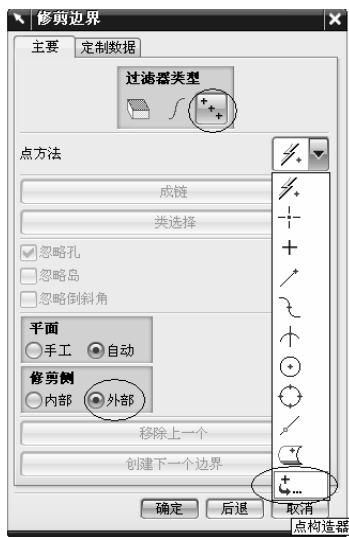 修剪边界
主要 定制数据
过滤器类型
点方法
成链
类选择
忽略孔
忽略岛
忽略倒斜角
平面
手工 自动
修剪侧
内部 外部
移除上一个
创建下一个边界
确定 后退 取消
点构造器